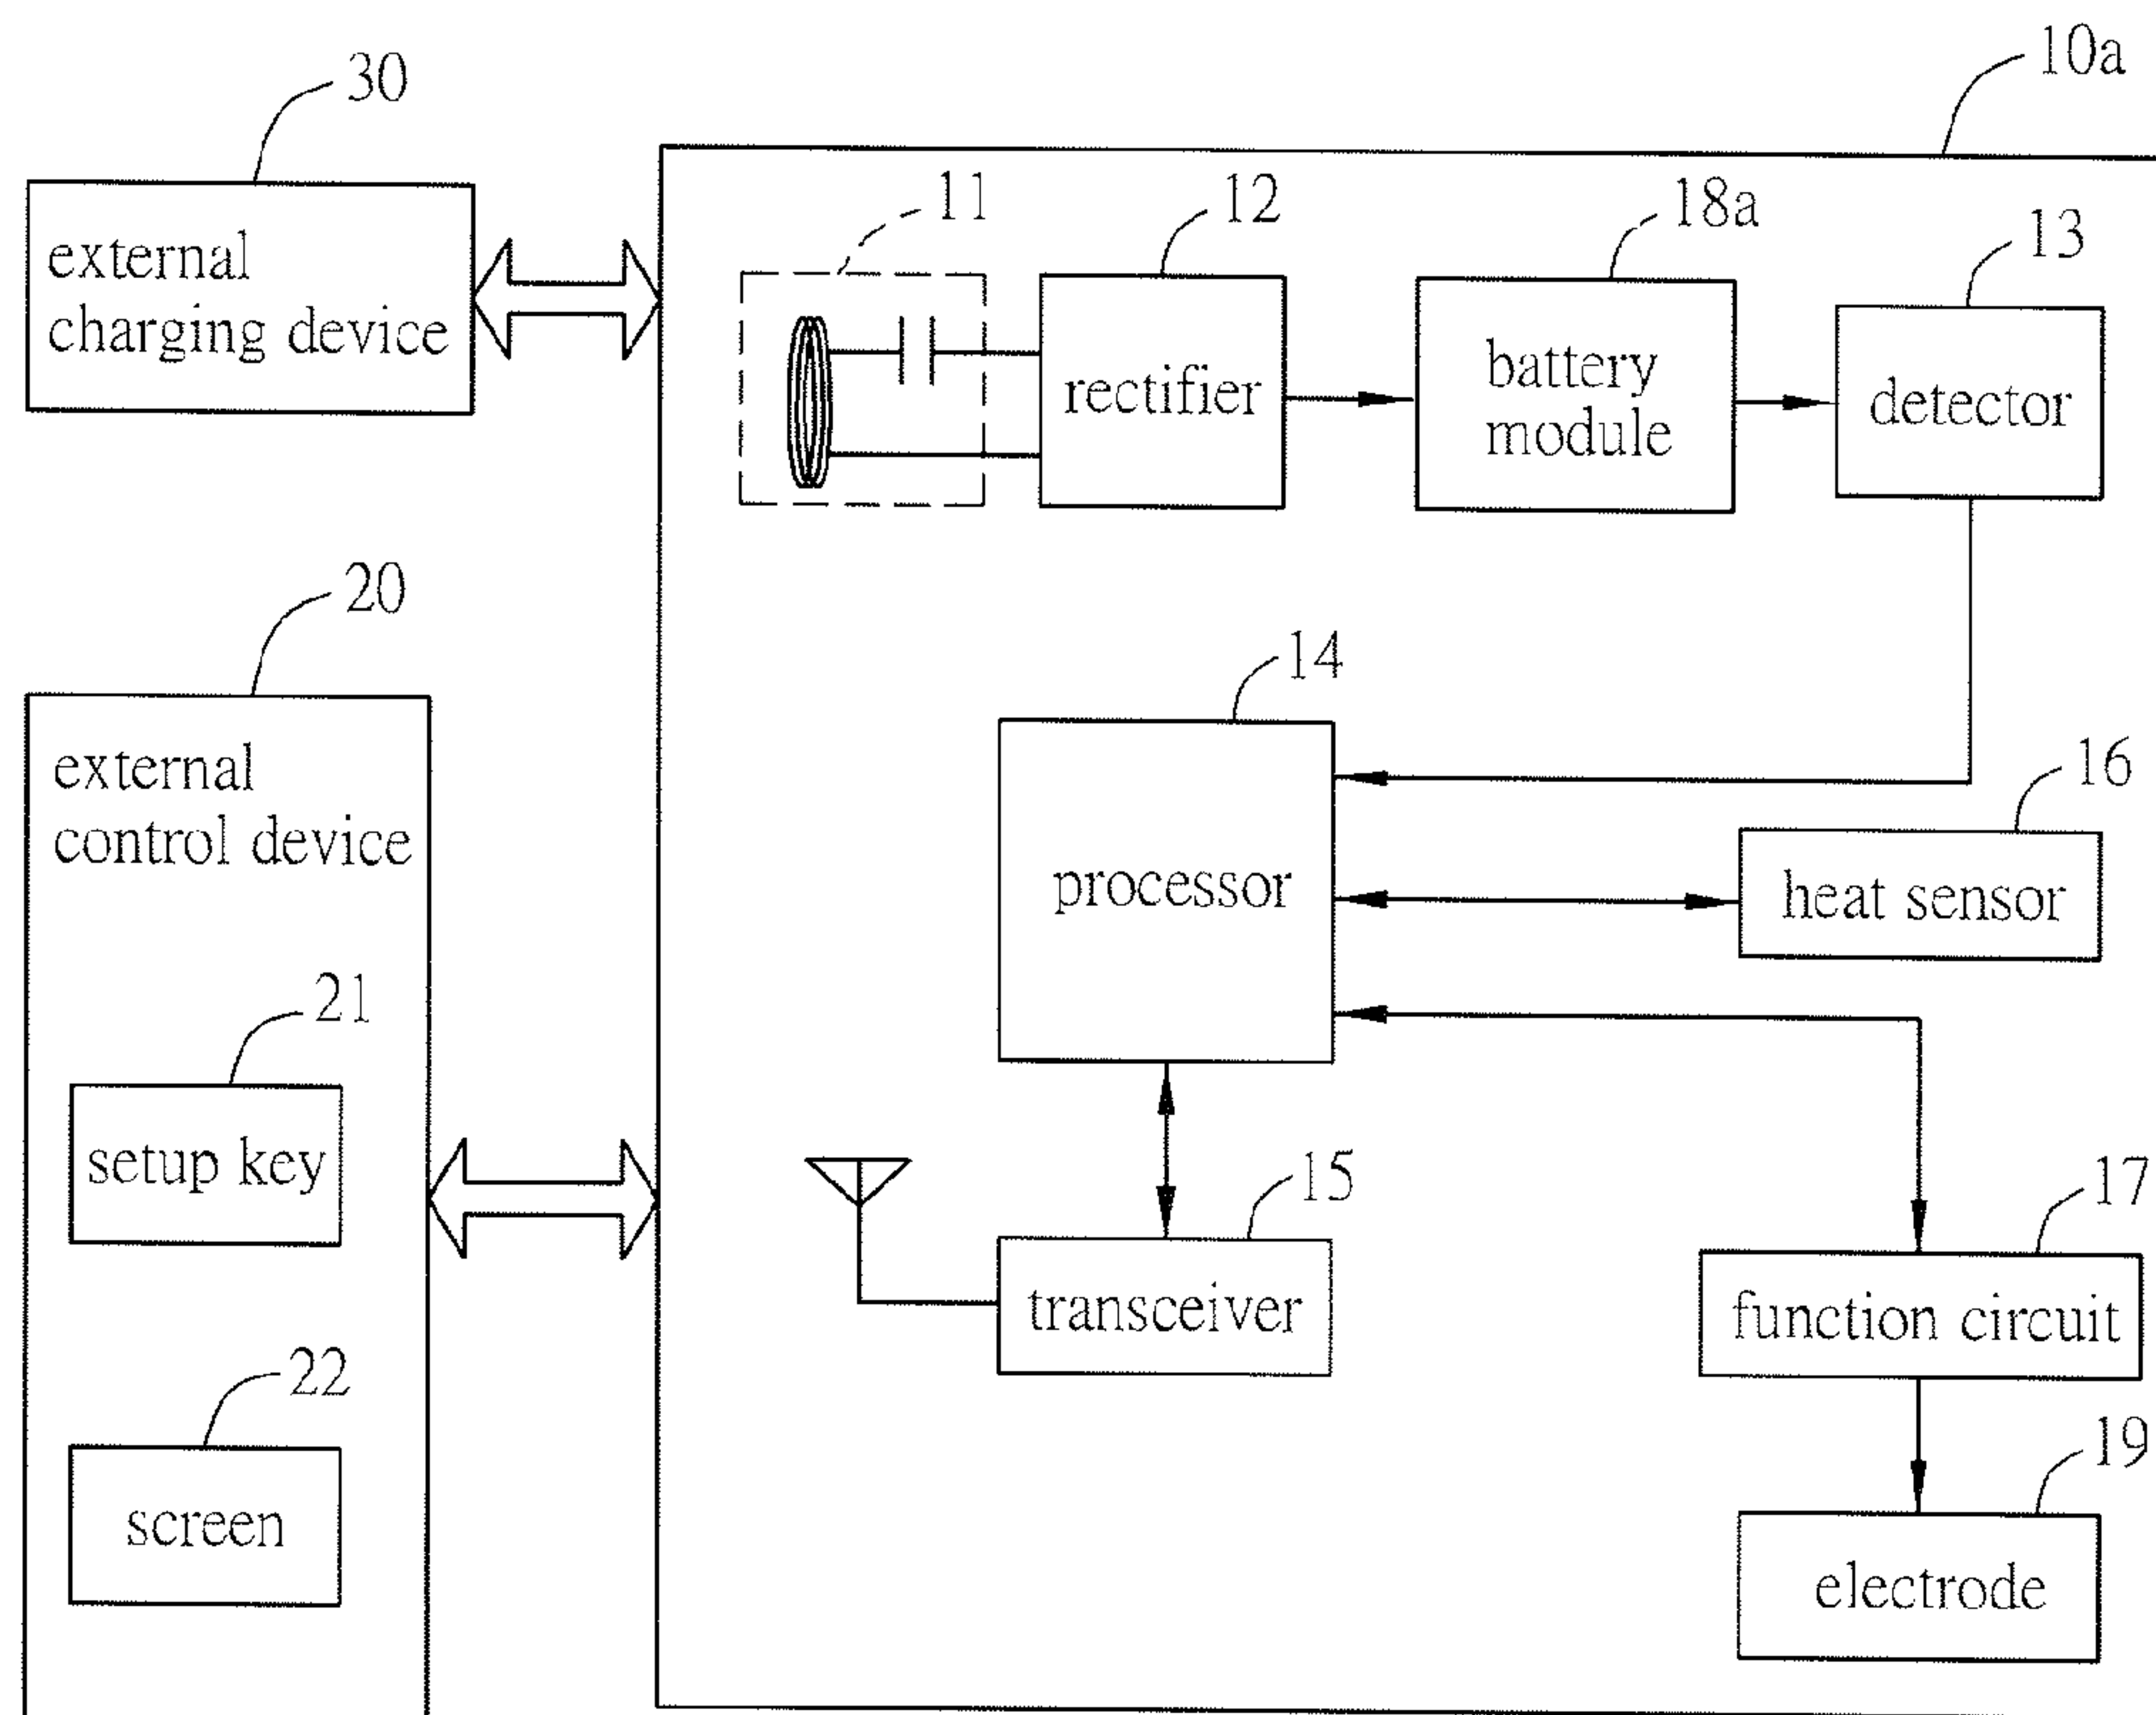 10a
30
11
12
18a
13
external
charging device
rectifier
battery
module
detector
20
14
external
control device
16
processor
heat sensor
21
setup key
15
17
transceiver
function circuit
22
19
screen
electrode